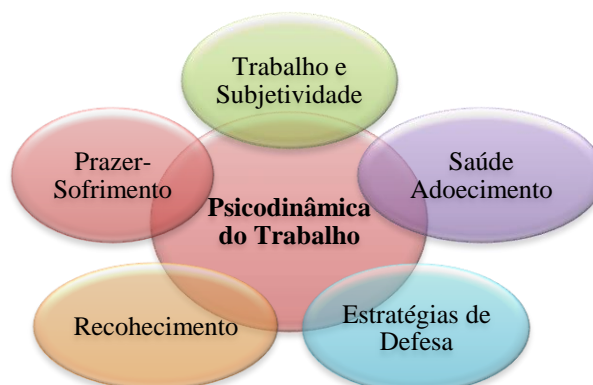 Trabalho e
Subjetividade
Prazer-
Sofrimento
Saúde
Adoecimento
Psicodinâmica
do Trabalho
Recohecimento
Estratégias de
Defesa